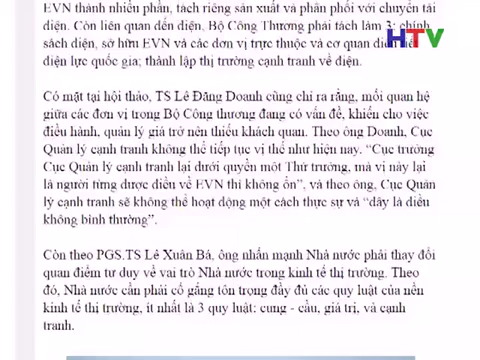 EVN thành nhiều phần, tách riêng sản xuất và phân phối với chuyển tải
HTV
điện. Còn liên quan đến điện, Bộ Công Thương phải tách làm 3: chính
sách điện, sở hữu EVN và các đơn vị trực thuộc và cơ quan điều tiết
điện lực quốc gia; thành lập thị trường cạnh tranh về điện.
Có mặt tại hội thảo, TS Lê Đăng Doanh cũng chỉ ra rằng, mối quan hệ
giữa các đơn vị trong Bộ Công thương đang có vấn đề, khiến cho việc
điều hành, quản lý giá trở nên thiếu khách quan. Theo ông Doanh, Cục
Quản lý cạnh tranh không thể tiếp tục vị thế như hiện nay. “Cục trưởng
Cục Quản lý cạnh tranh lại dưới quyền một Thứ trưởng, mà vị này lại
là người từng được điều về EVN thì không ổn”, và theo ông, Cục Quản
lý cạnh tranh sẽ không thể hoạt động một cách thực sự và “đây là điều
không bình thường”.
Còn theo PGS.TS Lê Xuân Bá, ông nhấn mạnh Nhà nước phải thay đổi
quan điểm tư duy về vai trò Nhà nước trong kinh tế thị trường. Theo
đó, Nhà nước cần phải cố gắng tôn trọng đầy đủ các quy luật của nền
kinh tế thị trường, ít nhất là 3 quy luật: cung - cầu, giá trị, và cạnh
tranh.